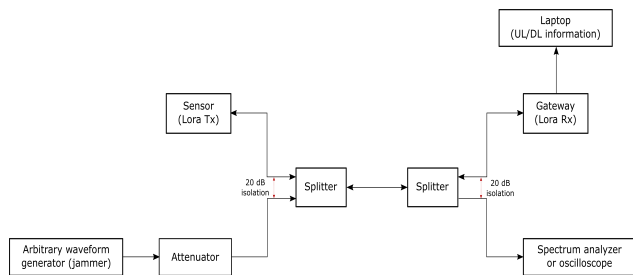 Laptop
(UL/DL information)
Sensor
(Lora Tx)
Gateway
(Lora Rx)
20 dB
isolation
Splitter
Splitter
20 dB
isolation
Arbitrary waveform
generator (jammer)
Attenuator
Spectrum analyzer
or oscilloscope